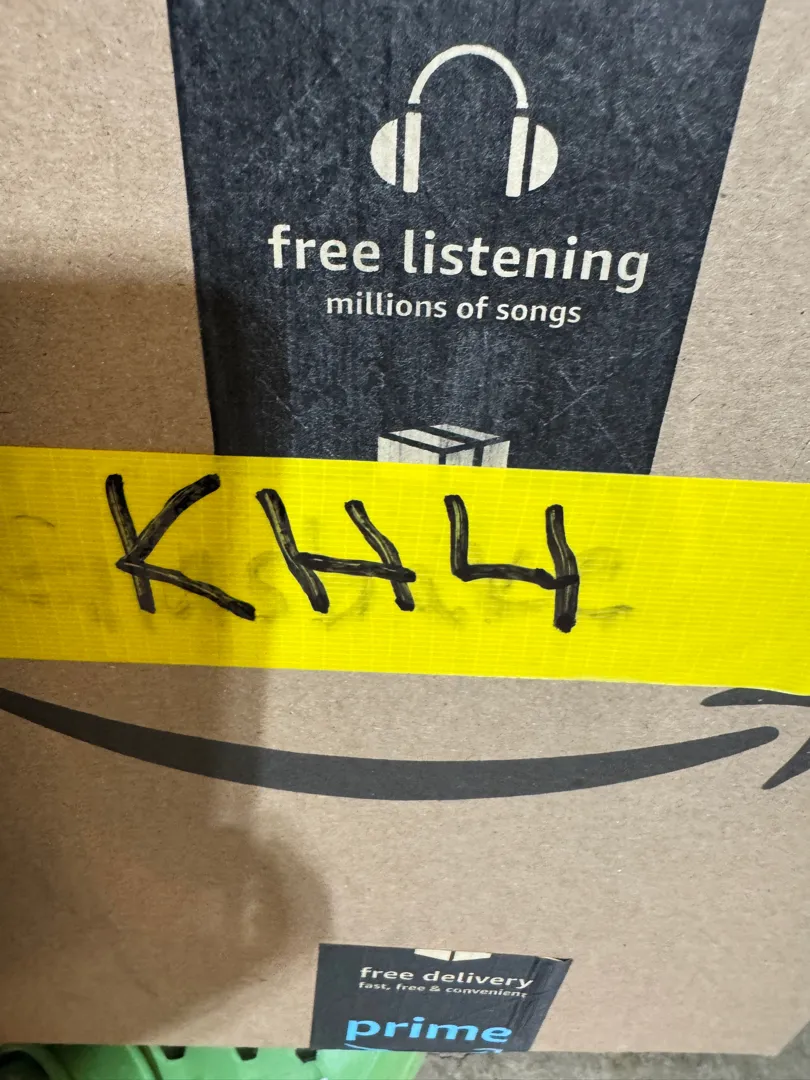 free listening
millions of songs
KH4
free delivery
fast, free & convenient
prime